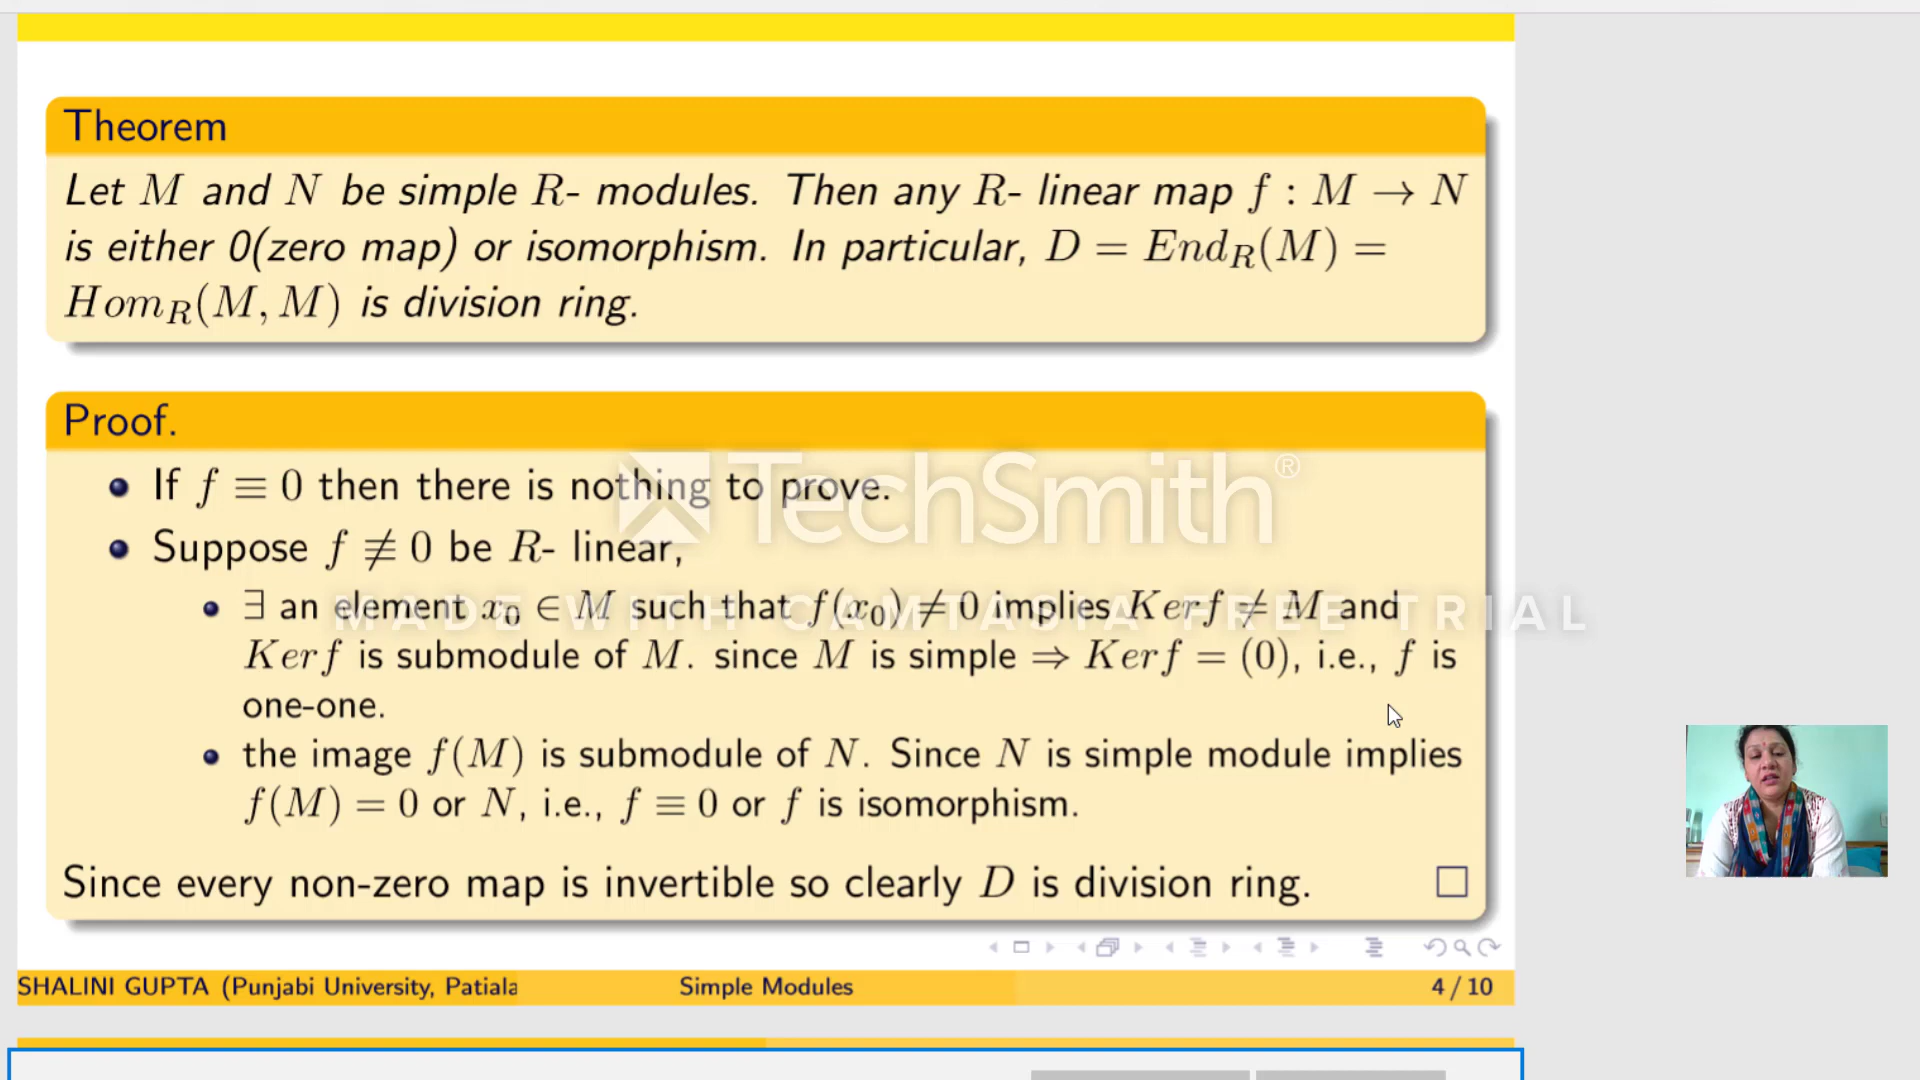 Theorem
Let M and N be simple R- modules. Then any R- linear map f : M → N
is either 0(zero map) or isomorphism. In particular, D = End_R(M) =
Hom_R(M, M) is division ring.
Proof.
If f ≡ 0 then there is nothing to prove.
Suppose f ≢ 0 be R- linear,
∃ an element x₀ ∈ M such that f(x₀) ≠ 0 implies Kerf ≠ M and
Kerf is submodule of M. since M is simple ⇒ Kerf = (0), i.e., f is
one-one.
the image f(M) is submodule of N. Since N is simple module implies
f(M) = 0 or N, i.e., f ≡ 0 or f is isomorphism.
Since every non-zero map is invertible so clearly D is division ring. □
TechSmith®
MADE WITH CAMTASIA FREE TRIAL
SHALINI GUPTA (Punjabi University, Patiala Simple Modules 4 / 10